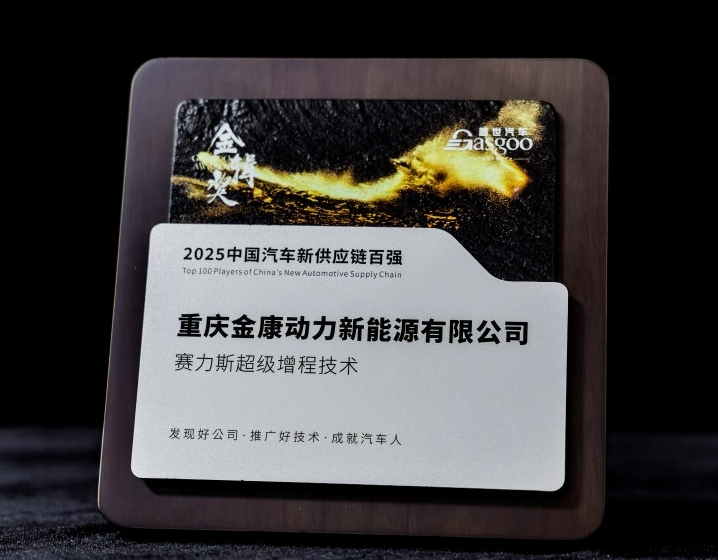 金辑奖
盖世汽车
Gasgoo
2025中国汽车新供应链百强
Top 100 Players of China's New Automotive Supply Chain
重庆金康动力新能源有限公司
赛力斯超级增程技术
发现好公司·推广好技术·成就汽车人